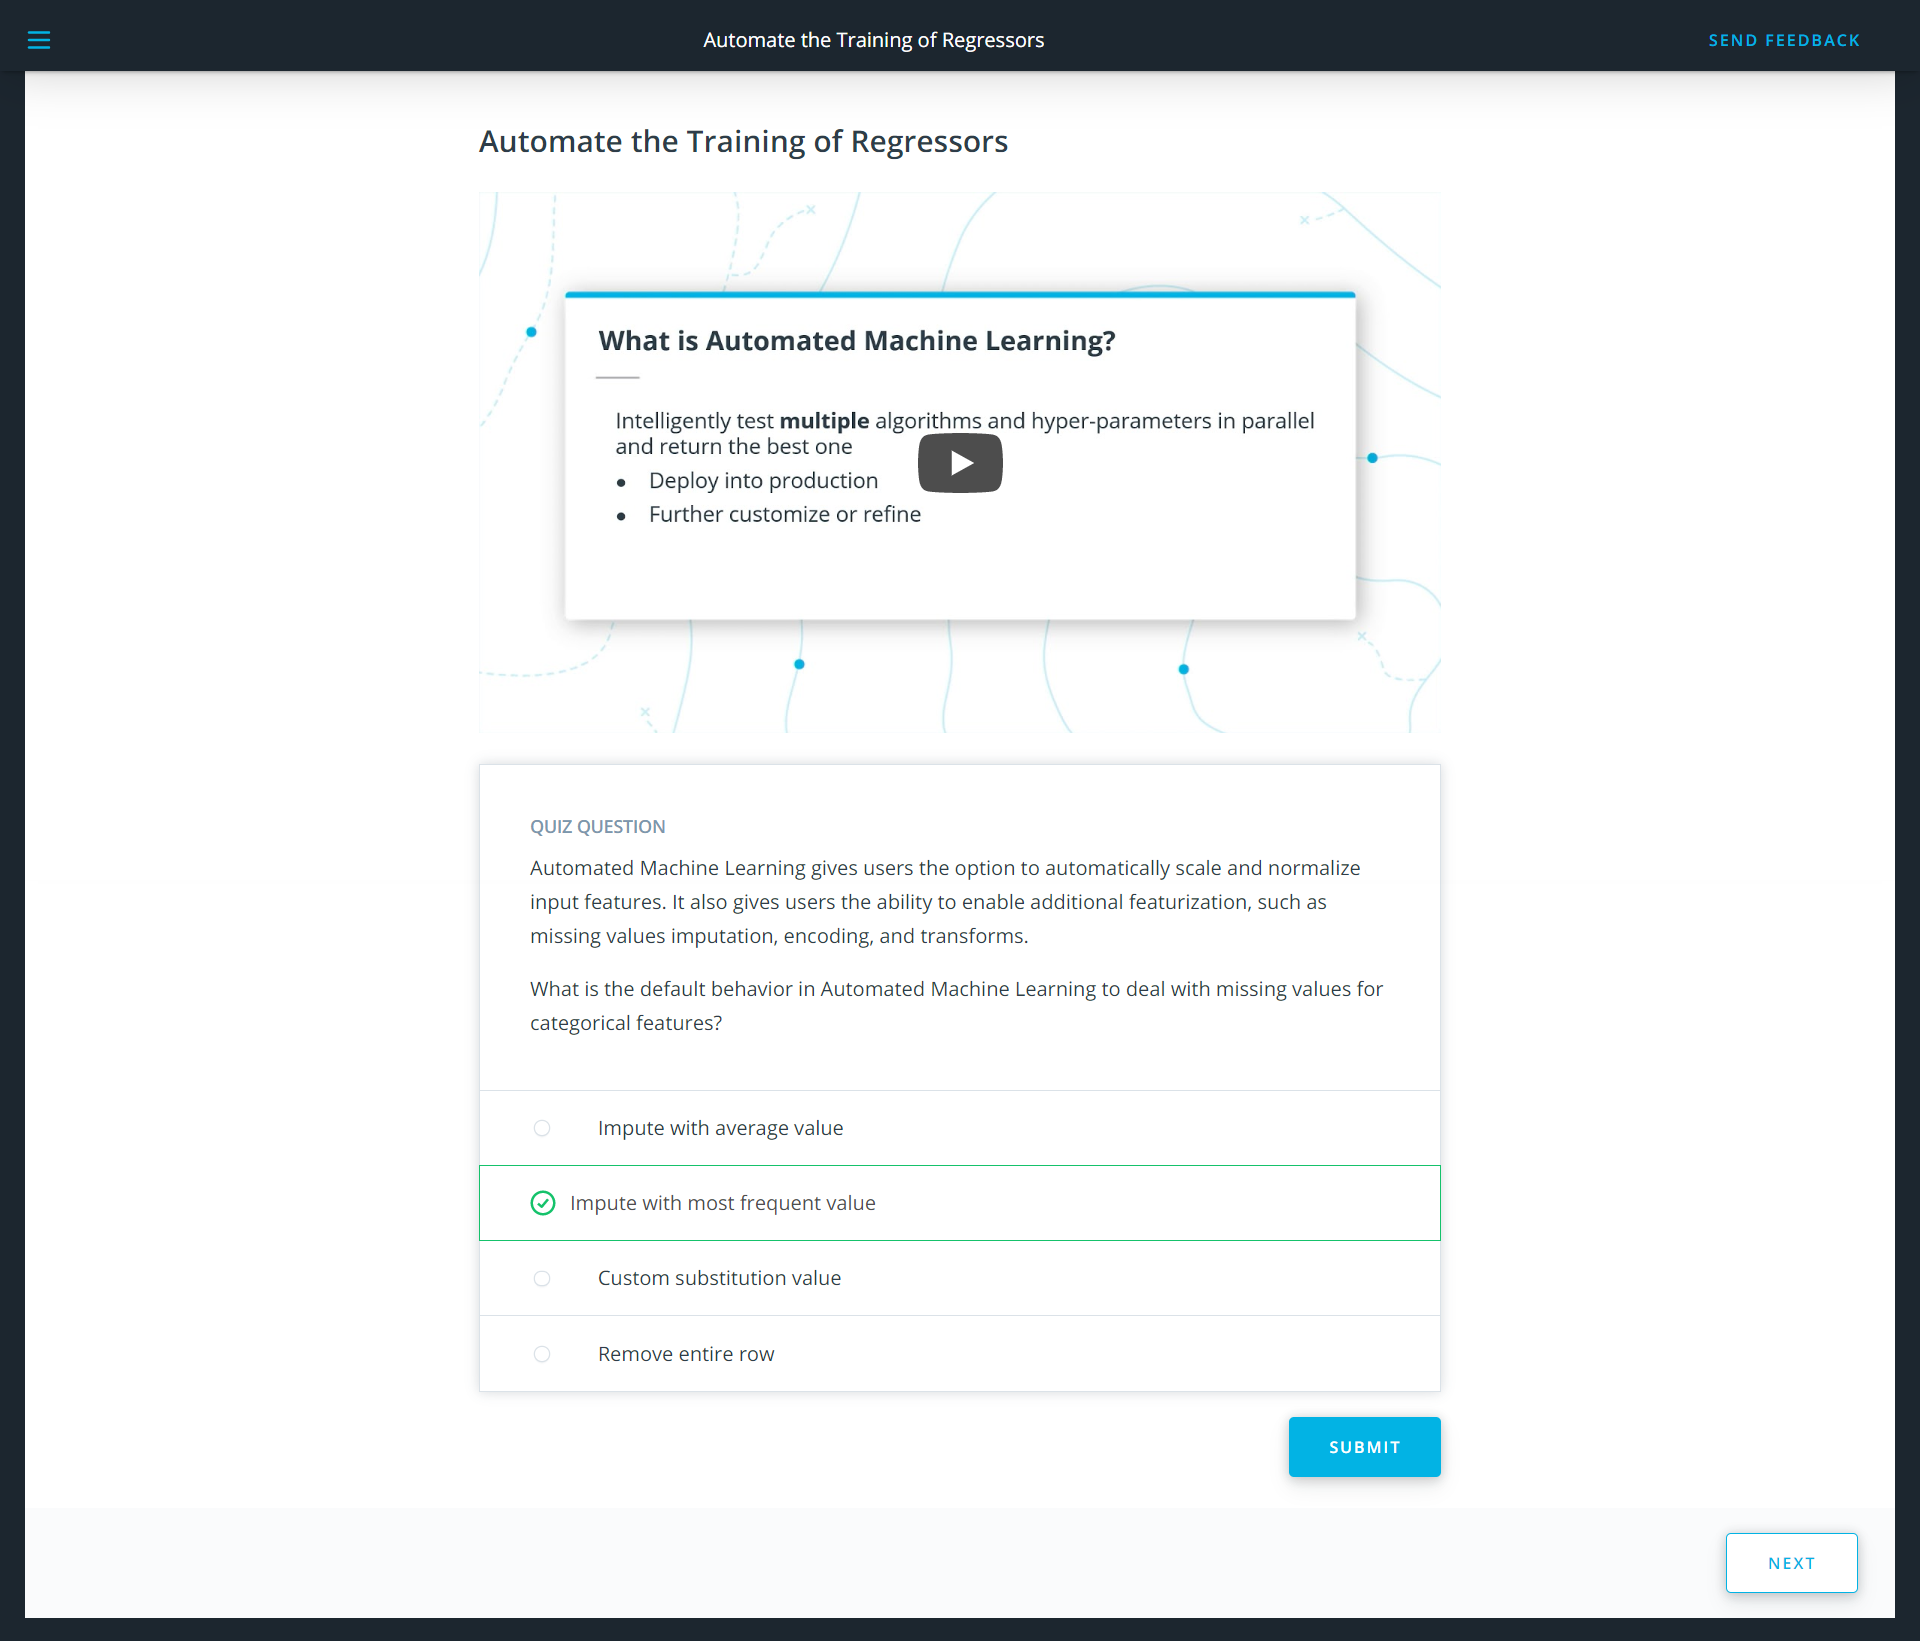 Automate the Training of Regressors
SEND FEEDBACK
Automate the Training of Regressors
What is Automated Machine Learning?
Intelligently test multiple algorithms and hyper-parameters in parallel
and return the best one
• Deploy into production
• Further customize or refine
QUIZ QUESTION
Automated Machine Learning gives users the option to automatically scale and normalize
input features. It also gives users the ability to enable additional featurization, such as
missing values imputation, encoding, and transforms.
What is the default behavior in Automated Machine Learning to deal with missing values for
categorical features?
Impute with average value
Impute with most frequent value
Custom substitution value
Remove entire row
SUBMIT
NEXT